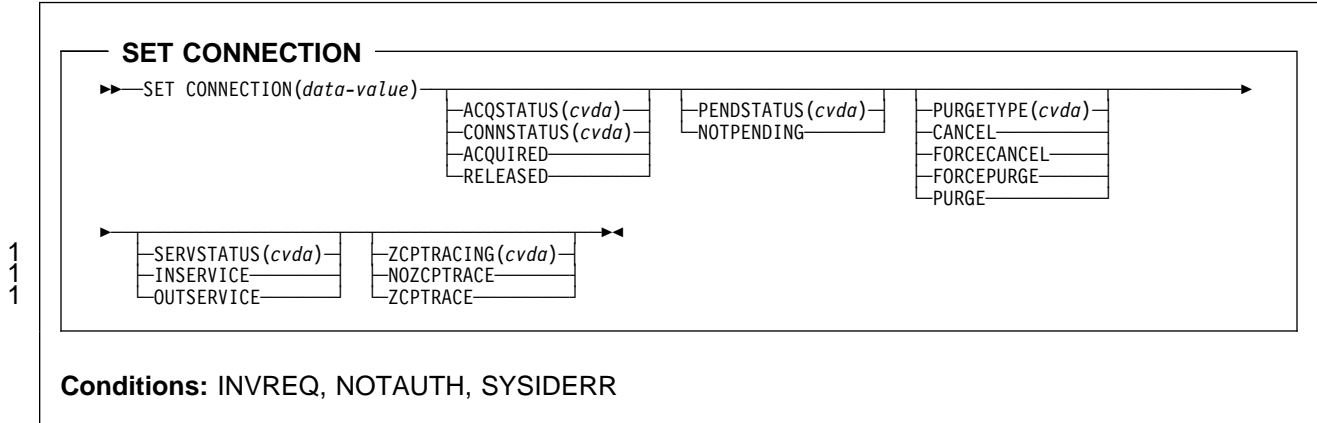 SET CONNECTION
SET CONNECTION(data-value)
ACQSTATUS(cvda) PENDSTATUS(cvda) PURGETYPE(cvda)
CONNSTATUS(cvda) NOTPENDING CANCEL
ACQUIRED FORCECANCEL
RELEASED FORCEPURGE
PURGE
1 SERVSTATUS(cvda) ZCPTRACING(cvda)
1 INSERVICE NOZCPTRACE
1 OUTSERVICE ZCPTRACE
Conditions: INVREQ, NOTAUTH, SYSIDERR